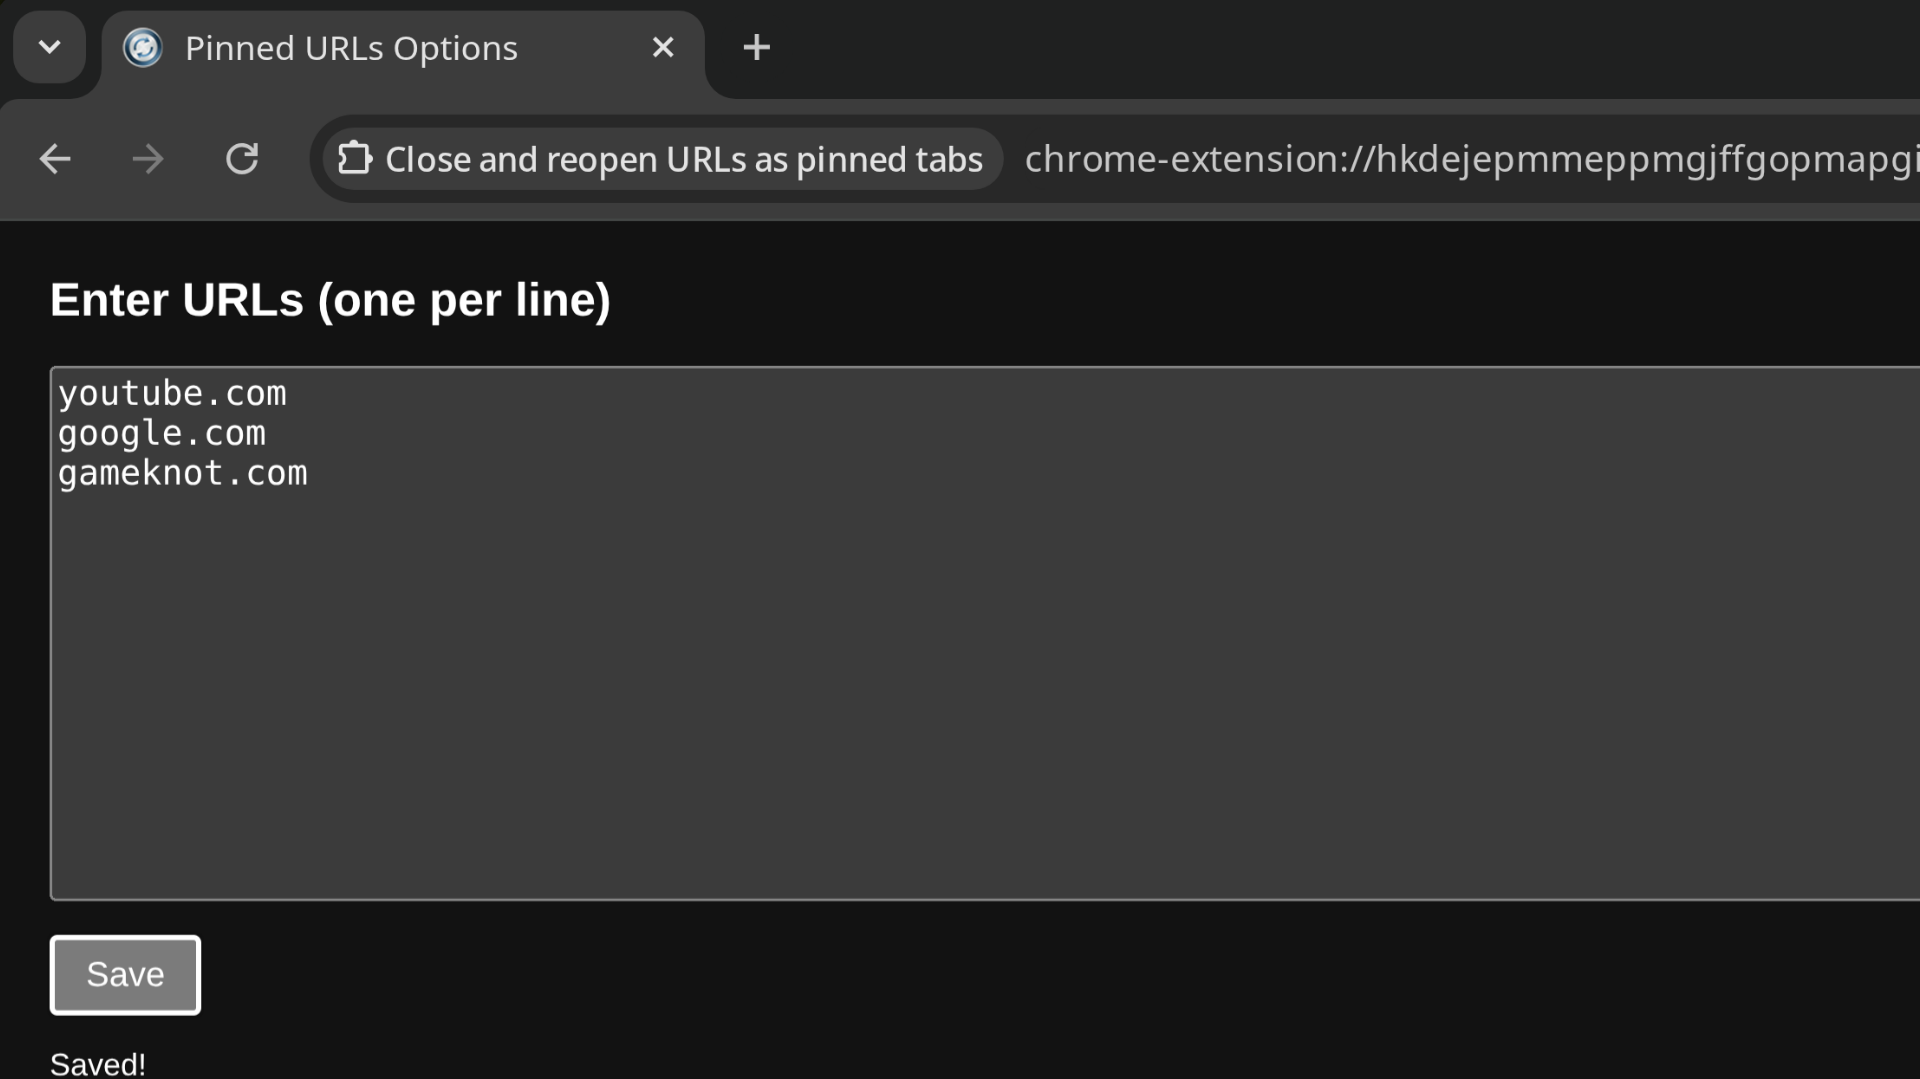 Pinned URLs Options
Close and reopen URLs as pinned tabs chrome-extension://hkdejepmmeppmgjffgopmapgi
Enter URLs (one per line)
youtube.com
google.com
gameknot.com
Save
Saved!